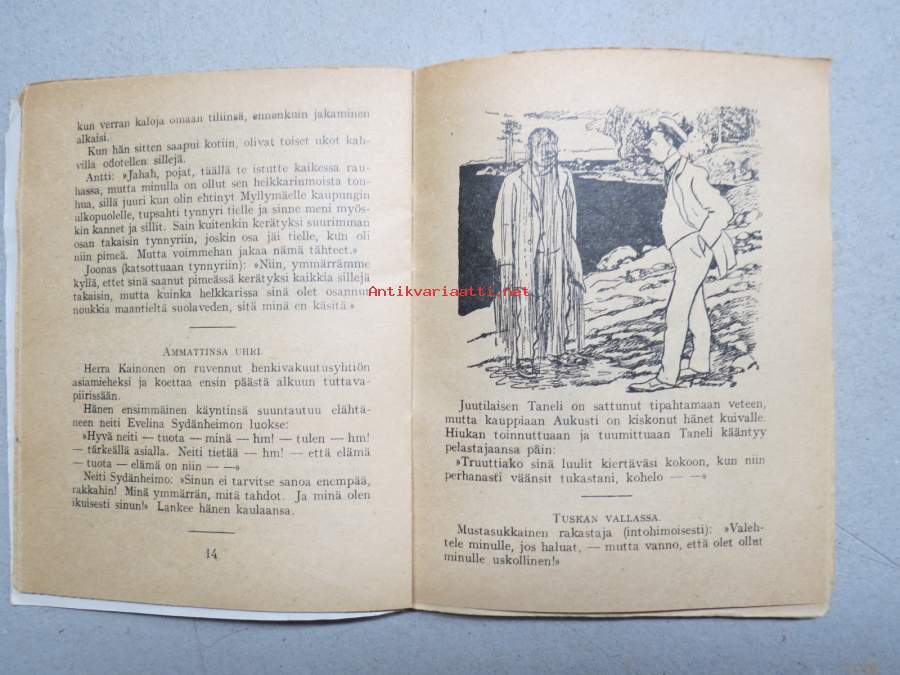 kun verran kaloja omaan tiliinsä, ennenkuin jakaminen
alkaisi.
Kun hän sitten saapui kotiin, olivat toiset ukot kah-
villa odotellen sillejä.
Antti: »Jahah, pojat, täällä te istutte kaikessa rau-
hassa, mutta minulla on ollut sen heikkarinmoista tou-
hua, sillä juuri kun olin ehtinyt Myllymäelle kaupungin
ulkopuolelle, tupsahti tynnyri tielle ja sinne meni myös-
kin kannet ja sillit. Sain kuitenkin kerätyksi suurimman
osan takaisin tynnyriin, joskin osa jäi tielle, kun oli
niin pimeä. Mutta voimmehan jakaa nämä tähteet.»
Joonas (katsottuaan tynnyriin): »Niin, ymmärrämme
kyllä, ettet sinä saanut pimeässä kerätyksi kaikkia sillejä
takaisin, mutta kuinka helkkarissa sinä olet osannut
noukkia maantieltä suolaveden, sitä minä en käsitä.»
AMMATTINSA UHRI.
Herra Kainonen on ruvennut henkivakuutusyhtiön
asiamieheksi ja koettaa ensin päästä alkuun tuttava-
piirissään.
Hänen ensimmäinen käyntinsä suuntautuu elähtä-
neen neiti Evelina Sydänheimon luokse:
»Hyvä neiti — tuota — minä — hm! — tulen — hm!
— tärkeällä asialla. Neiti tietää — hm! — että elämä
— tuota — elämä on niin — —»
Neiti Sydänheimo: »Sinun ei tarvitse sanoa enempää,
rakkahin! Minä ymmärrän, mitä tahdot. Ja minä olen
ikuisesti sinun!» Lankee hänen kaulaansa.
14
Antikvariaatti.net
Juutilaisen Taneli on sattunut tipahtamaan veteen,
mutta kauppiaan Aukusti on kiskonut hänet kuivalle.
Hiukan toinnuttuaan ja tuumittuaan Taneli kääntyy
pelastajaansa päin:
»Truuttiako sinä luulit kiertäväsi kokoon, kun niin
perhanasti väänsit tukastani, kohelo — —»
TUSKAN VALLASSA.
Mustasukkainen rakastaja (intohimoisesti): »Valeh-
tele minulle, jos haluat, — mutta vanno, että olet ollut
minulle uskollinen!»